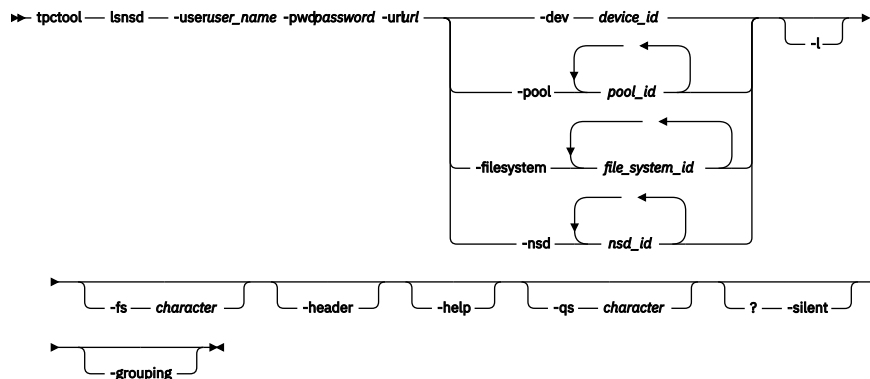 tpctool lsnsd -useruser_name -pwdpassword -urlurl -dev device_id -l
-pool pool_id
-filesystem file_system_id
-nsd nsd_id
-fs character -header -help -qs character ? -silent
-grouping